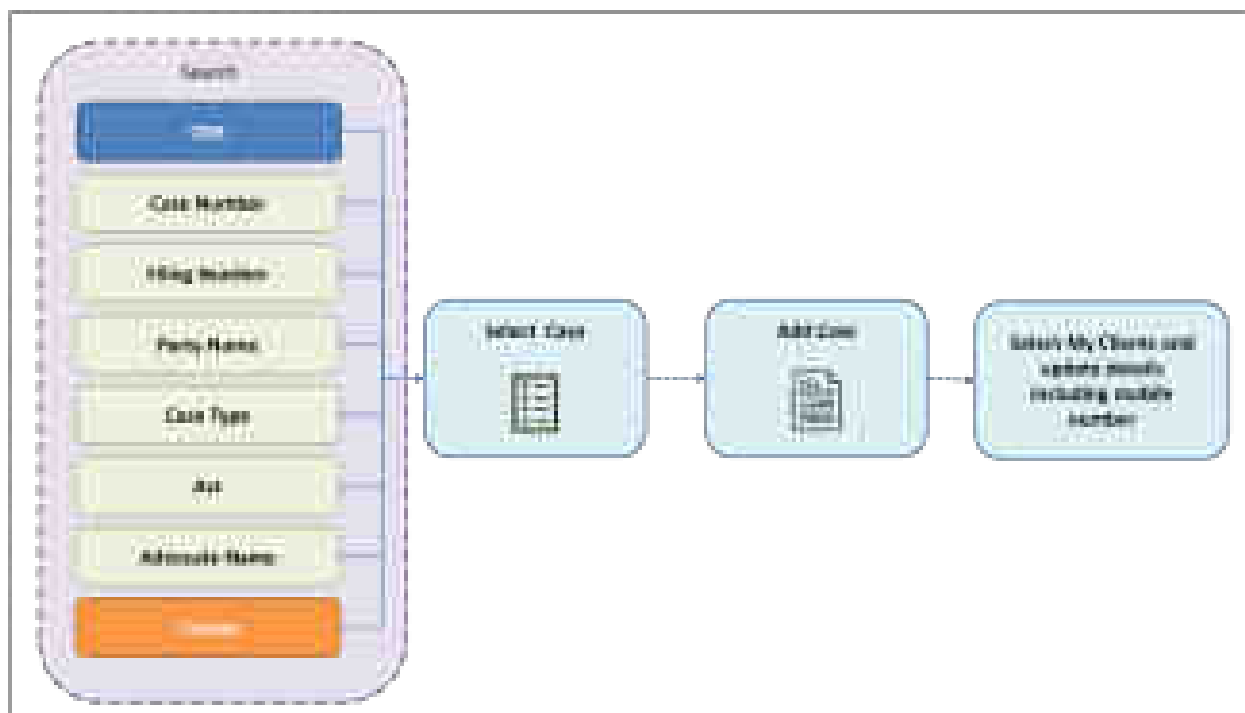 Search
Case Number
Filing Number
Party Name
Case Type
Act
Advocate Name
Select Case
Add Case
Select My Clients and
update details
including mobile
number